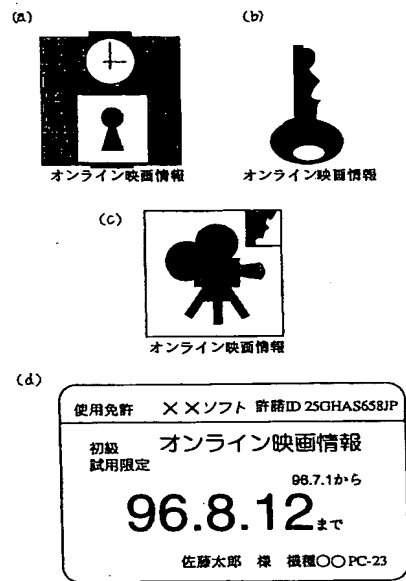 (a)
オンライン映画情報
(b)
オンライン映画情報
(c)
オンライン映画情報
(d)
使用免許 ××ソフト 許諾ID 25GHAS658JP
初級 オンライン映画情報
試用限定
96.7.1から
96.8.12まで
佐藤太郎 様 機種○○PC-23